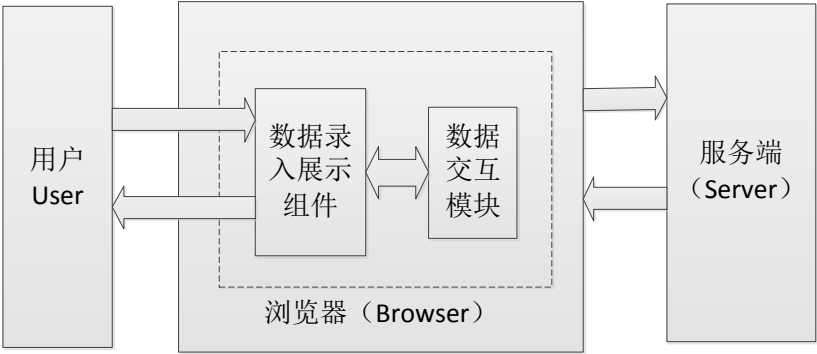 用户
User
数据录
入展示
组件
数据
交互
模块
浏览器（Browser）
服务端
（Server）